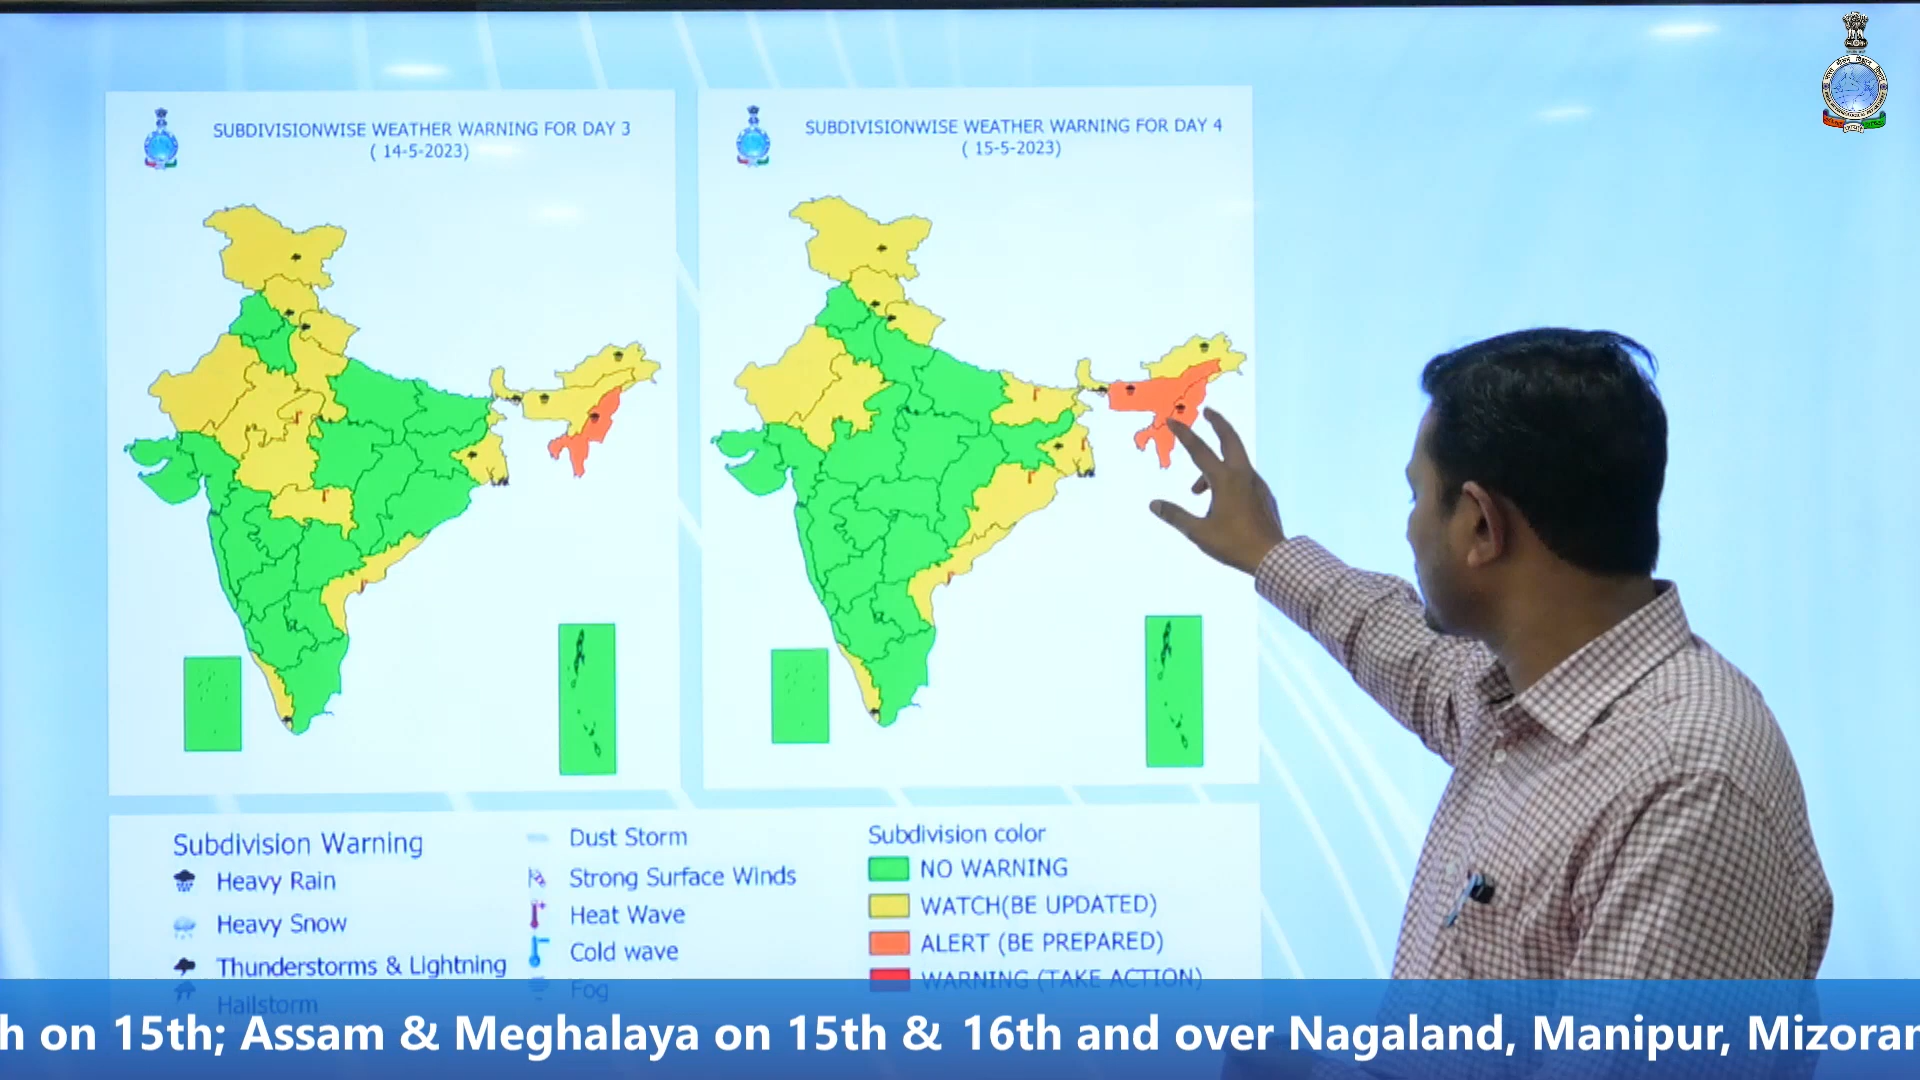 SUBDIVISIONWISE WEATHER WARNING FOR DAY 3
( 14-5-2023)
SUBDIVISIONWISE WEATHER WARNING FOR DAY 4
( 15-5-2023)
Subdivision Warning
Heavy Rain
Heavy Snow
Thunderstorms & Lightning
Hailstorm
Dust Storm
Strong Surface Winds
Heat Wave
Cold wave
Fog
Subdivision color
NO WARNING
WATCH(BE UPDATED)
ALERT (BE PREPARED)
WARNING (TAKE ACTION)
h on 15th; Assam & Meghalaya on 15th & 16th and over Nagaland, Manipur, Mizoram